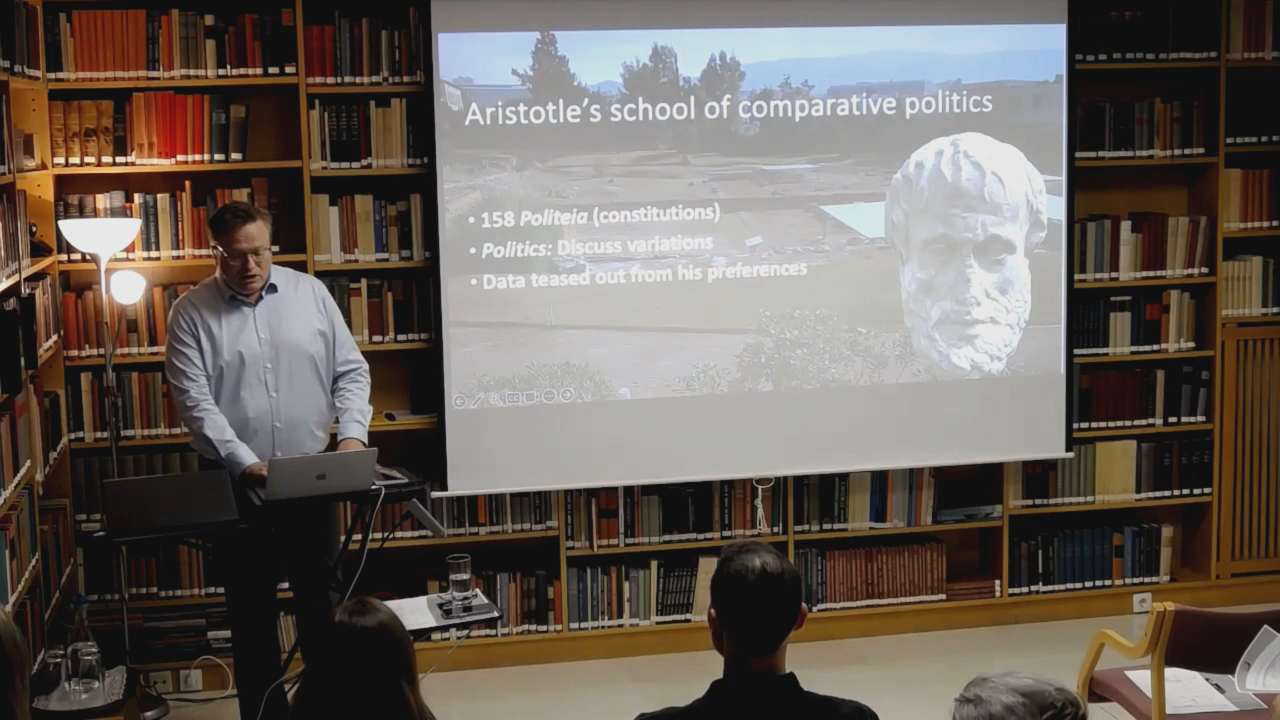 Aristotle's school of comparative politics
• 158 Politeia (constitutions)
• Politics: Discuss variations
• Data teased out from his preferences